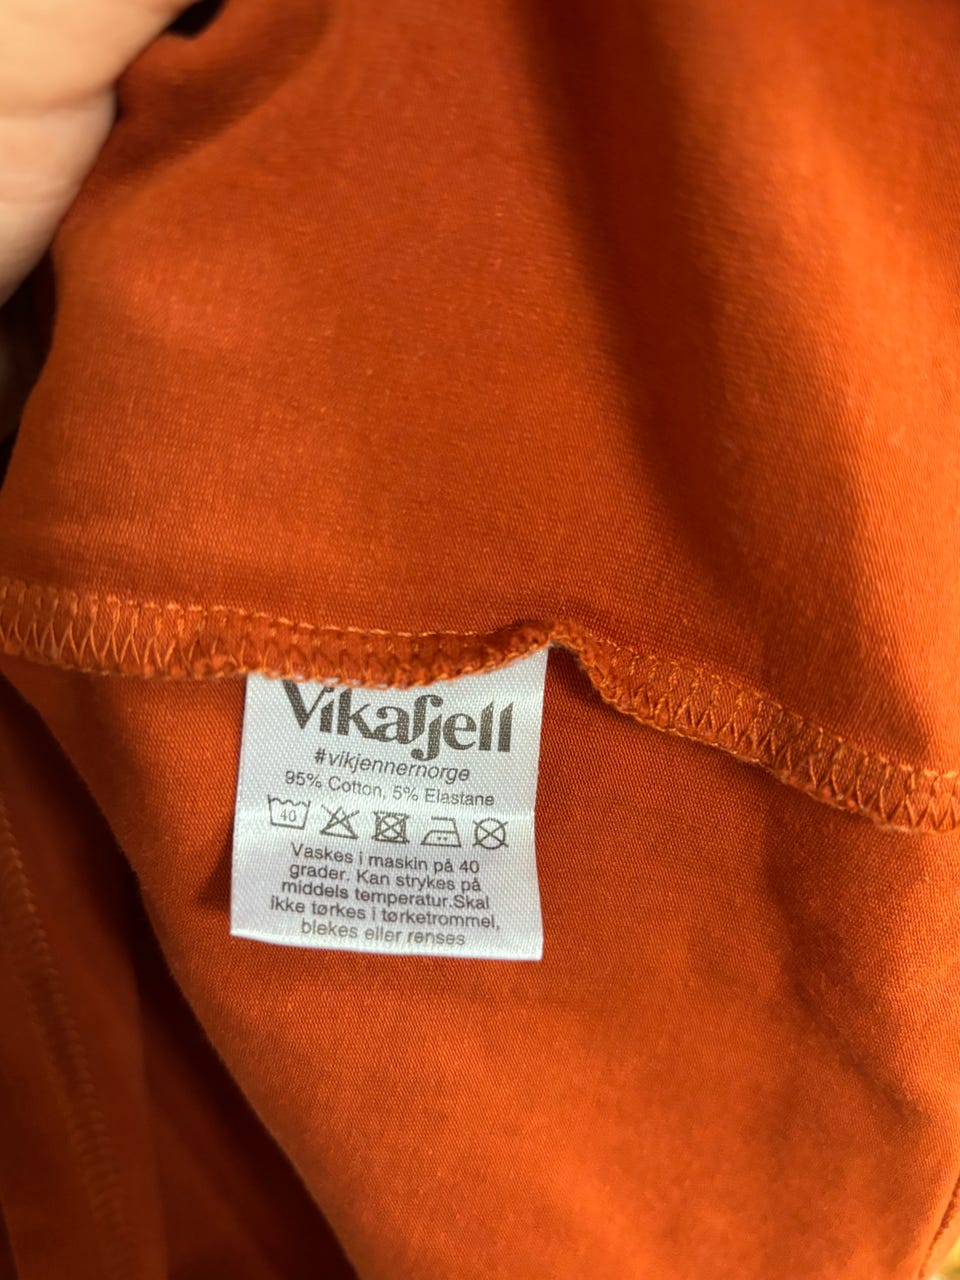 Vikafjell
#vikjennernorge
95% Cotton, 5% Elastane
40
Vaskes i maskin på 40
grader. Kan strykes på
middels temperatur.Skal
ikke tørkes i tørketrommel,
blekes eller renses